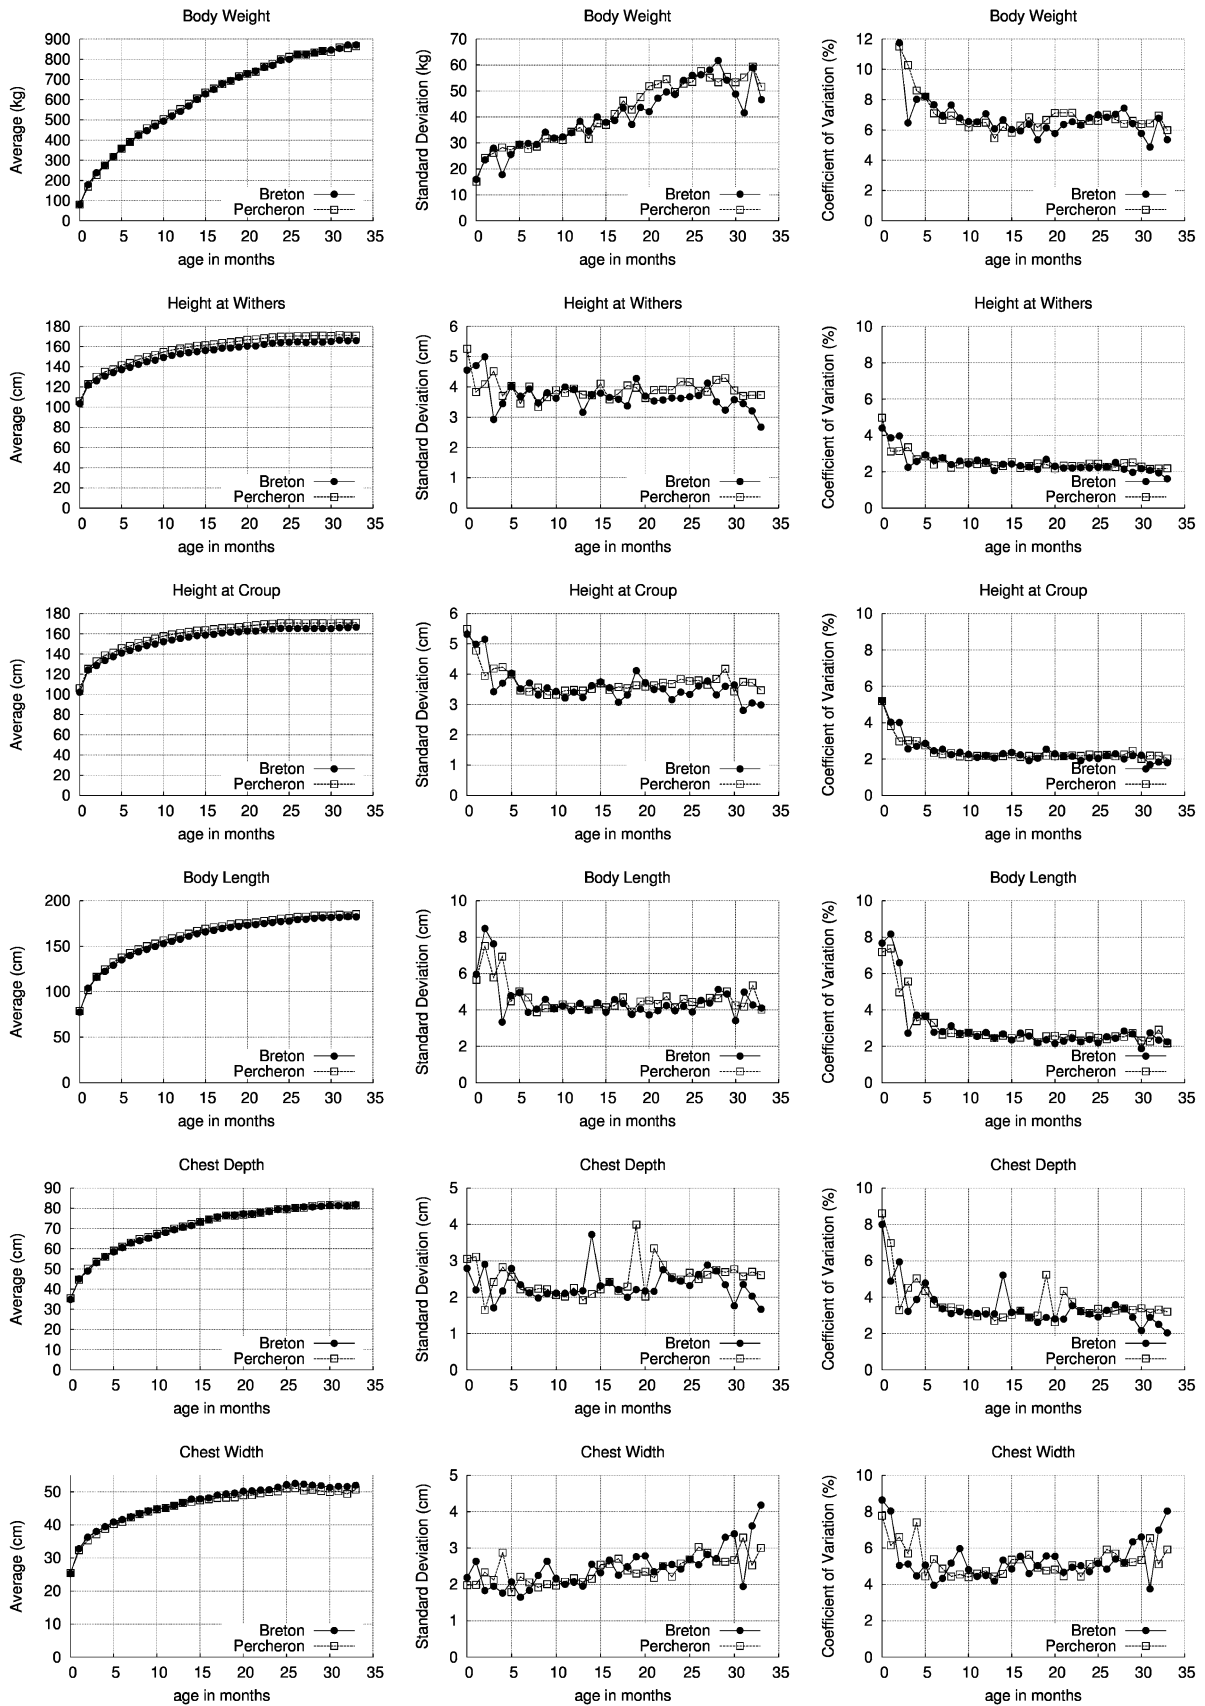 Body Weight
Average (kg)
900
800
700
600
500
400
300
200
100
0
Breton
Percheron
0 5 10 15 20 25 30 35
age in months
Body Weight
Standard Deviation (kg)
70
60
50
40
30
20
10
0
Breton
Percheron
0 5 10 15 20 25 30 35
age in months
Body Weight
Coefficient of Variation (%)
12
10
8
6
4
2
0
Breton
Percheron
0 5 10 15 20 25 30 35
age in months
Height at Withers
Average (cm)
180
160
140
120
100
80
60
40
20
0
Breton
Percheron
0 5 10 15 20 25 30 35
age in months
Height at Withers
Standard Deviation (cm)
6
5
4
3
2
1
0
Breton
Percheron
0 5 10 15 20 25 30 35
age in months
Height at Withers
Coefficient of Variation (%)
10
8
6
4
2
0
Breton
Percheron
0 5 10 15 20 25 30 35
age in months
Height at Croup
Average (cm)
180
160
140
120
100
80
60
40
20
0
Breton
Percheron
0 5 10 15 20 25 30 35
age in months
Height at Croup
Standard Deviation (cm)
6
5
4
3
2
1
0
Breton
Percheron
0 5 10 15 20 25 30 35
age in months
Height at Croup
Coefficient of Variation (%)
10
8
6
4
2
0
Breton
Percheron
0 5 10 15 20 25 30 35
age in months
Body Length
Average (cm)
200
150
100
50
0
Breton
Percheron
0 5 10 15 20 25 30 35
age in months
Body Length
Standard Deviation (cm)
10
8
6
4
2
0
Breton
Percheron
0 5 10 15 20 25 30 35
age in months
Body Length
Coefficient of Variation (%)
10
8
6
4
2
0
Breton
Percheron
0 5 10 15 20 25 30 35
age in months
Chest Depth
Average (cm)
90
80
70
60
50
40
30
20
10
0
Breton
Percheron
0 5 10 15 20 25 30 35
age in months
Chest Depth
Standard Deviation (cm)
5
4
3
2
1
0
Breton
Percheron
0 5 10 15 20 25 30 35
age in months
Chest Depth
Coefficient of Variation (%)
10
8
6
4
2
0
Breton
Percheron
0 5 10 15 20 25 30 35
age in months
Chest Width
Average (cm)
50
40
30
20
10
0
Breton
Percheron
0 5 10 15 20 25 30 35
age in months
Chest Width
Standard Deviation (cm)
5
4
3
2
1
0
Breton
Percheron
0 5 10 15 20 25 30 35
age in months
Chest Width
Coefficient of Variation (%)
10
8
6
4
2
0
Breton
Percheron
0 5 10 15 20 25 30 35
age in months